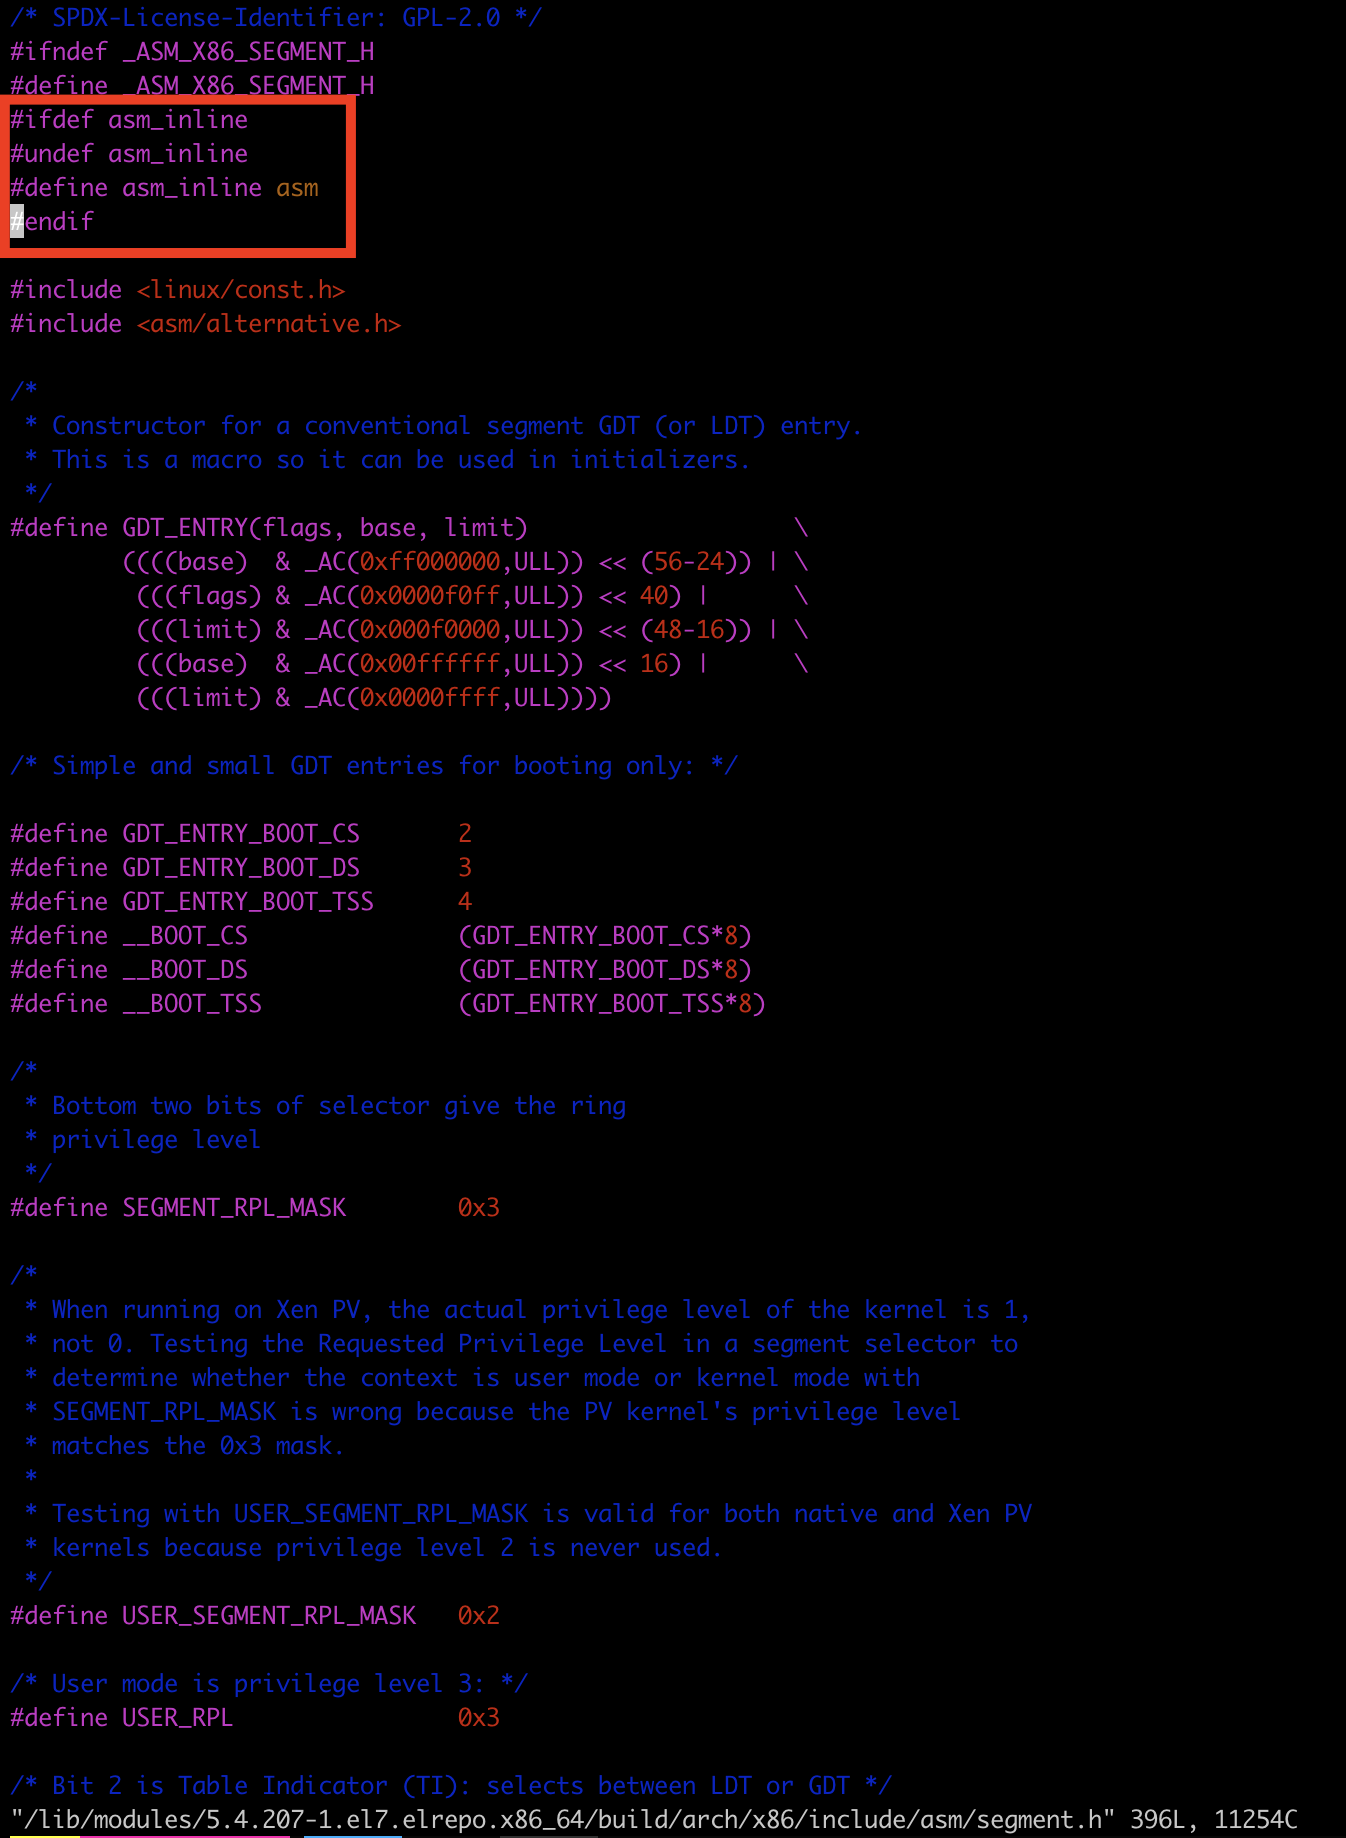 /* SPDX-License-Identifier: GPL-2.0 */
#ifndef _ASM_X86_SEGMENT_H
#define _ASM_X86_SEGMENT_H
#ifdef asm_inline
#undef asm_inline
#define asm_inline asm
#endif
#include <linux/const.h>
#include <asm/alternative.h>
/*
 * Constructor for a conventional segment GDT (or LDT) entry.
 * This is a macro so it can be used in initializers.
 */
#define GDT_ENTRY(flags, base, limit)                   \
        ((((base)  & _AC(0xff000000,ULL)) << (56-24)) | \
         (((flags) & _AC(0x0000f0ff,ULL)) << 40) |      \
         (((limit) & _AC(0x000f0000,ULL)) << (48-16)) | \
         (((base)  & _AC(0x00ffffff,ULL)) << 16) |      \
         (((limit) & _AC(0x0000ffff,ULL))))
/* Simple and small GDT entries for booting only: */
#define GDT_ENTRY_BOOT_CS       2
#define GDT_ENTRY_BOOT_DS       3
#define GDT_ENTRY_BOOT_TSS      4
#define __BOOT_CS               (GDT_ENTRY_BOOT_CS*8)
#define __BOOT_DS               (GDT_ENTRY_BOOT_DS*8)
#define __BOOT_TSS              (GDT_ENTRY_BOOT_TSS*8)
/*
 * Bottom two bits of selector give the ring
 * privilege level
 */
#define SEGMENT_RPL_MASK        0x3
/*
 * When running on Xen PV, the actual privilege level of the kernel is 1,
 * not 0. Testing the Requested Privilege Level in a segment selector to
 * determine whether the context is user mode or kernel mode with
 * SEGMENT_RPL_MASK is wrong because the PV kernel's privilege level
 * matches the 0x3 mask.
 *
 * Testing with USER_SEGMENT_RPL_MASK is valid for both native and Xen PV
 * kernels because privilege level 2 is never used.
 */
#define USER_SEGMENT_RPL_MASK   0x2
/* User mode is privilege level 3: */
#define USER_RPL                0x3
/* Bit 2 is Table Indicator (TI): selects between LDT or GDT */
"/lib/modules/5.4.207-1.el7.elrepo.x86_64/build/arch/x86/include/asm/segment.h" 396L, 11254C